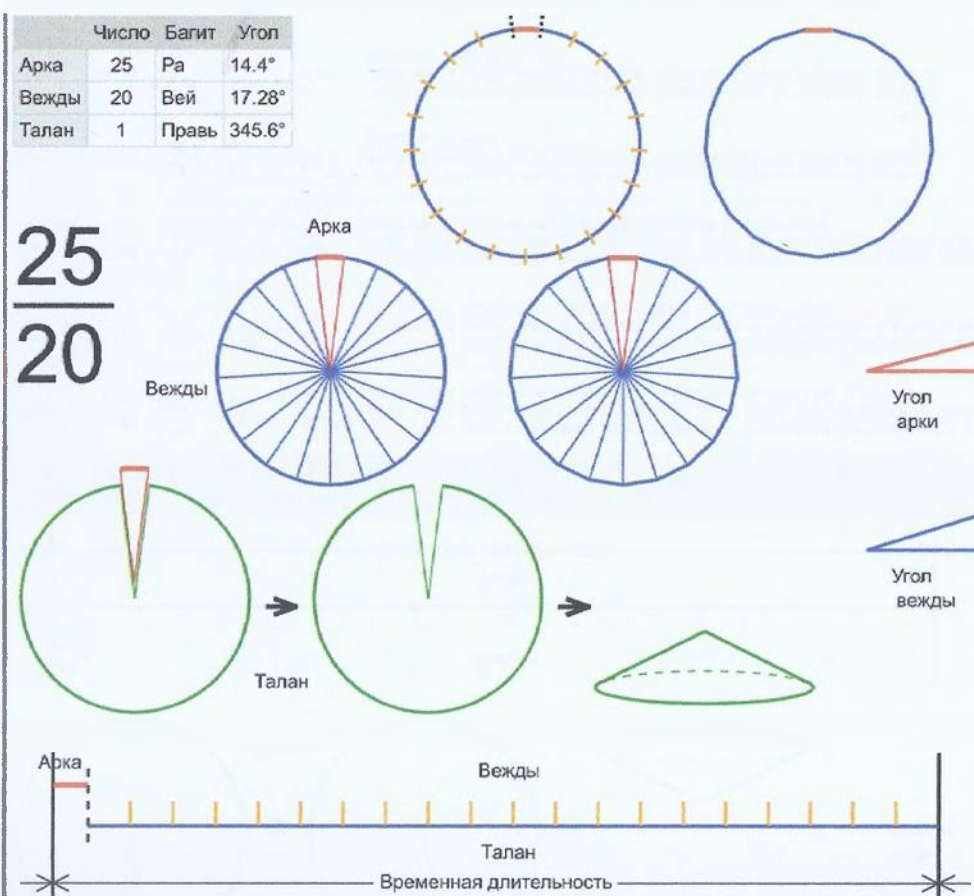 Число Багит Угол
Арка 25 Ра 14.4°
Вежды 20 Вей 17.28°
Талан 1 Правь 345.6°
25
20
Арка
Вежды
Угол
арки
Угол
вежды
Талан
Арка
Вежды
Талан
Временная длительность